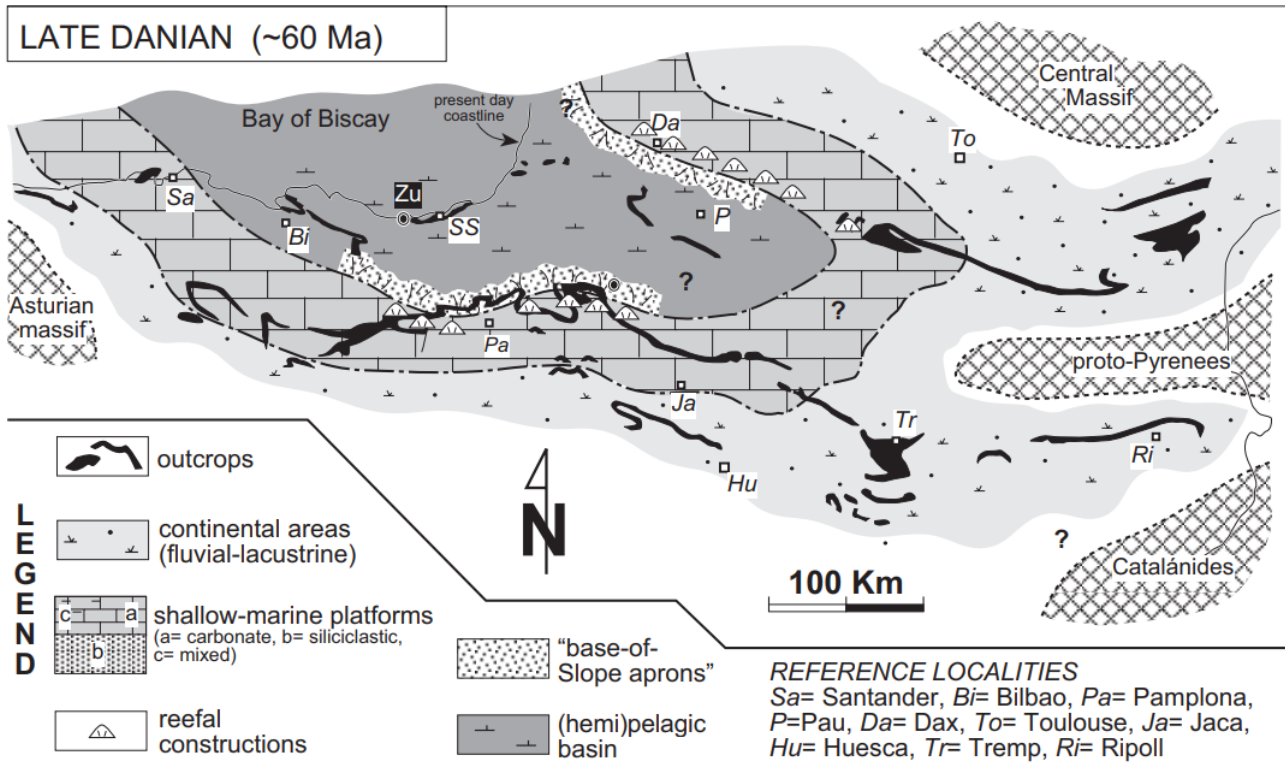 LATE DANIAN (~60 Ma)
Central
Massif
Bay of Biscay
present day
coastline
?
Da
To
Sa
Zu
SS
P
Bi
?
?
Asturian
massif
Pa
proto-Pyrenees
Ja
Tr
Ri
Hu
?
Catalánides
N
100 Km
LEGEND
outcrops
continental areas
(fluvial-lacustrine)
c a
b
shallow-marine platforms
(a= carbonate, b= siliciclastic,
c= mixed)
reefal
constructions
“base-of-
Slope aprons”
(hemi)pelagic
basin
REFERENCE LOCALITIES
Sa= Santander, Bi= Bilbao, Pa= Pamplona,
P=Pau, Da= Dax, To= Toulouse, Ja= Jaca,
Hu= Huesca, Tr= Tremp, Ri= Ripoll